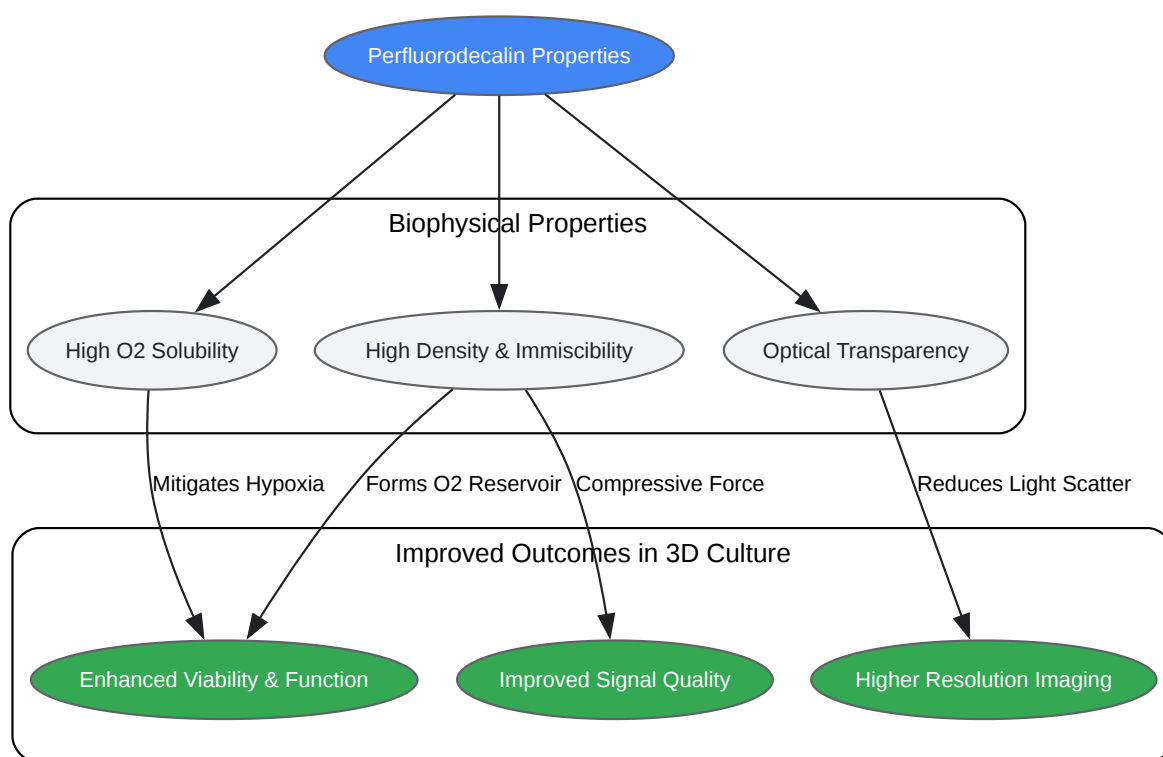 Perfluorodecalin Properties
Biophysical Properties
High O2 Solubility
High Density & Immiscibility
Optical Transparency
Mitigates Hypoxia
Forms O2 Reservoir
Compressive Force
Reduces Light Scatter
Improved Outcomes in 3D Culture
Enhanced Viability & Function
Improved Signal Quality
Higher Resolution Imaging